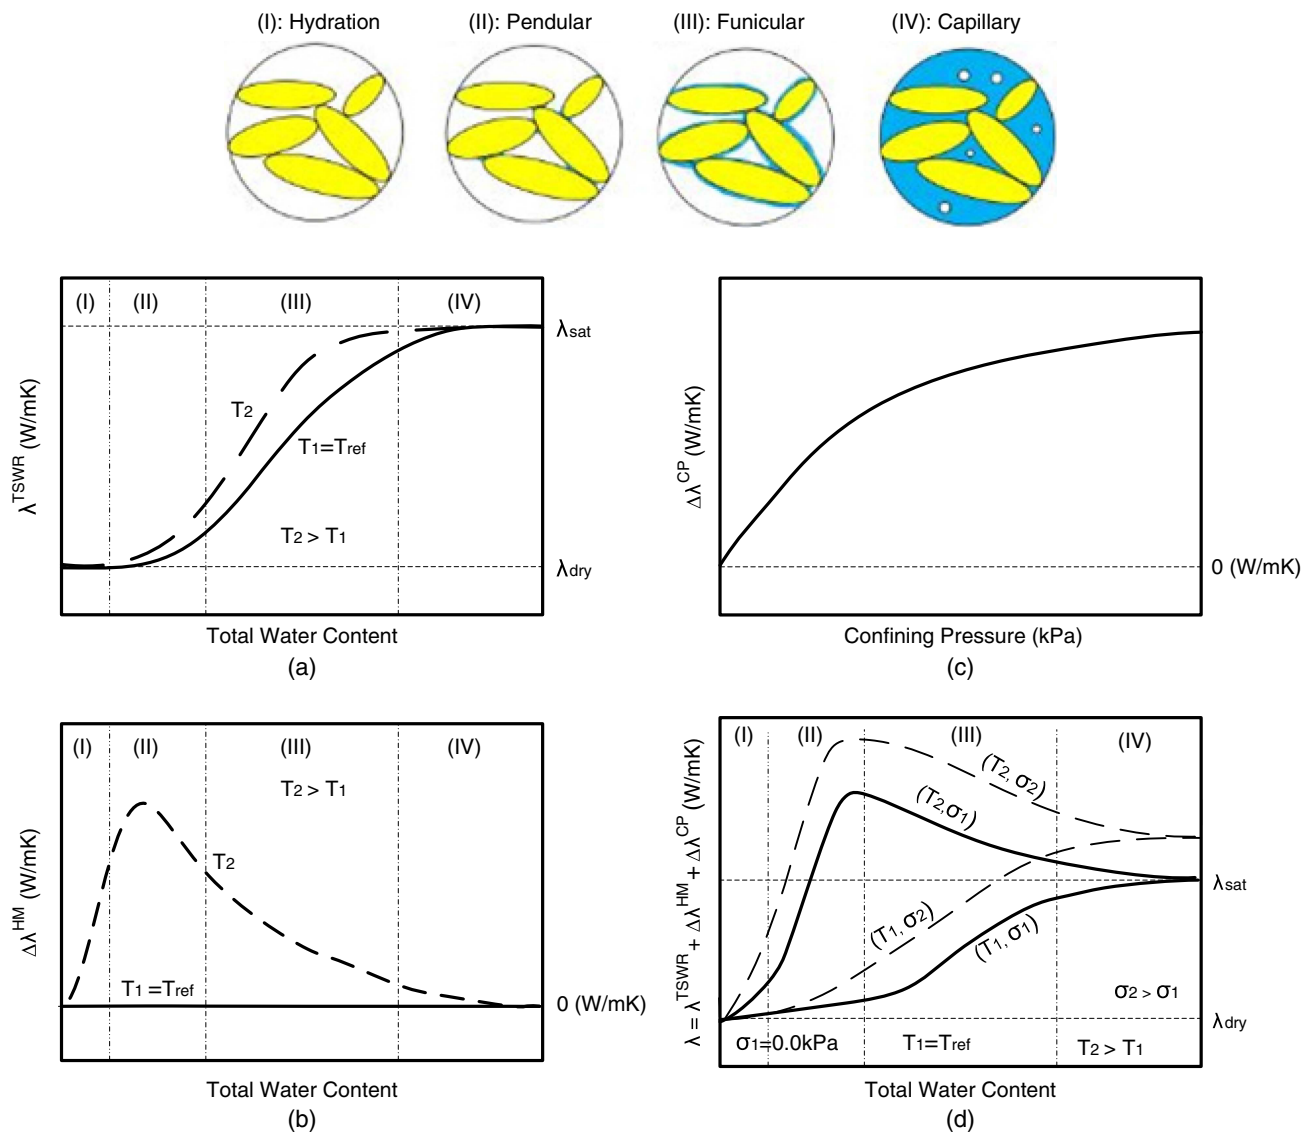 (I): Hydration
(II): Pendular
(III): Funicular
(IV): Capillary
(I)
(II)
(III)
(IV)
λsat
T2
T1=Tref
T2 > T1
λdry
λ^TSWR (W/mK)
Total Water Content
(a)
Δλ^CP (W/mK)
0 (W/mK)
Confining Pressure (kPa)
(c)
(I)
(II)
(III)
(IV)
T2 > T1
T2
T1=Tref
0 (W/mK)
Δλ^HM (W/mK)
Total Water Content
(b)
(I)
(II)
(III)
(IV)
(T2, σ2)
(T2,σ1)
(T1, σ2)
(T1, σ1)
λsat
σ2 > σ1
λdry
σ1=0.0kPa
T1=Tref
T2 > T1
λ = λ^TSWR + Δλ^HM + Δλ^CP (W/mK)
Total Water Content
(d)